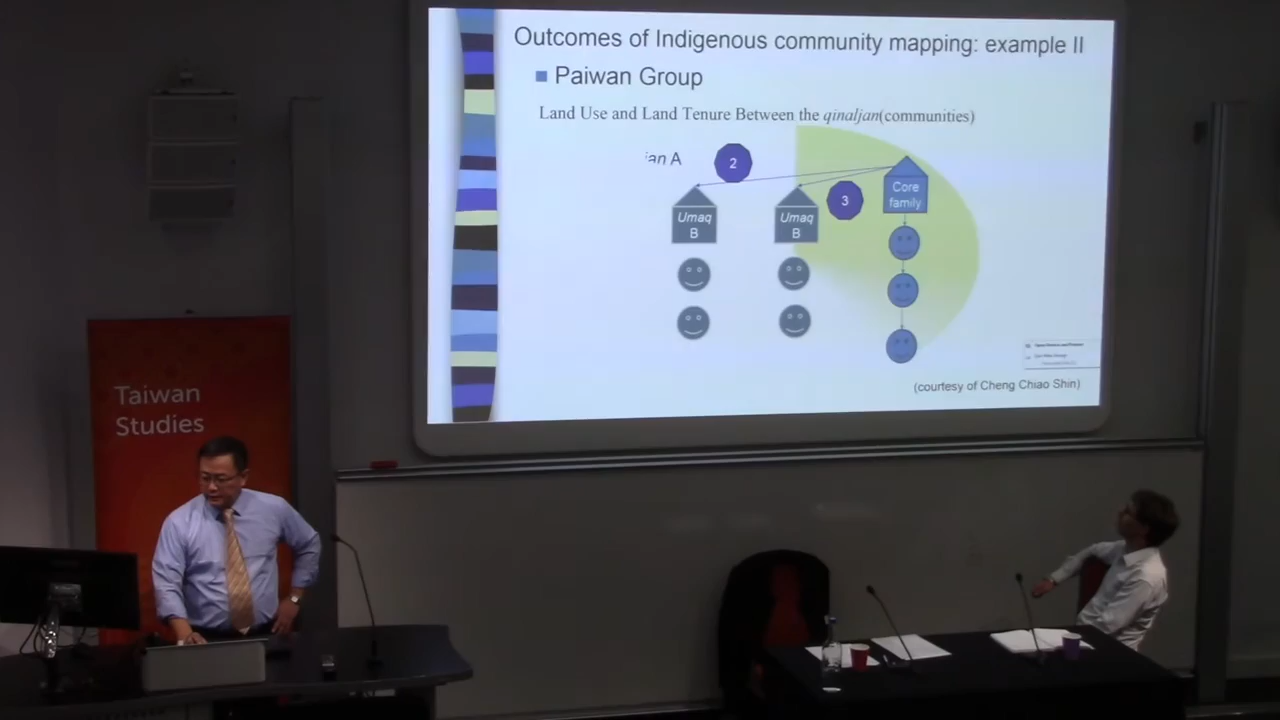 Outcomes of Indigenous community mapping: example II
Paiwan Group
Land Use and Land Tenure Between the qinaljan(communities)
an A
2
3
Core
family
Umaq
B
Umaq
B
(courtesy of Cheng Chiao Shin)
Taiwan
Studies